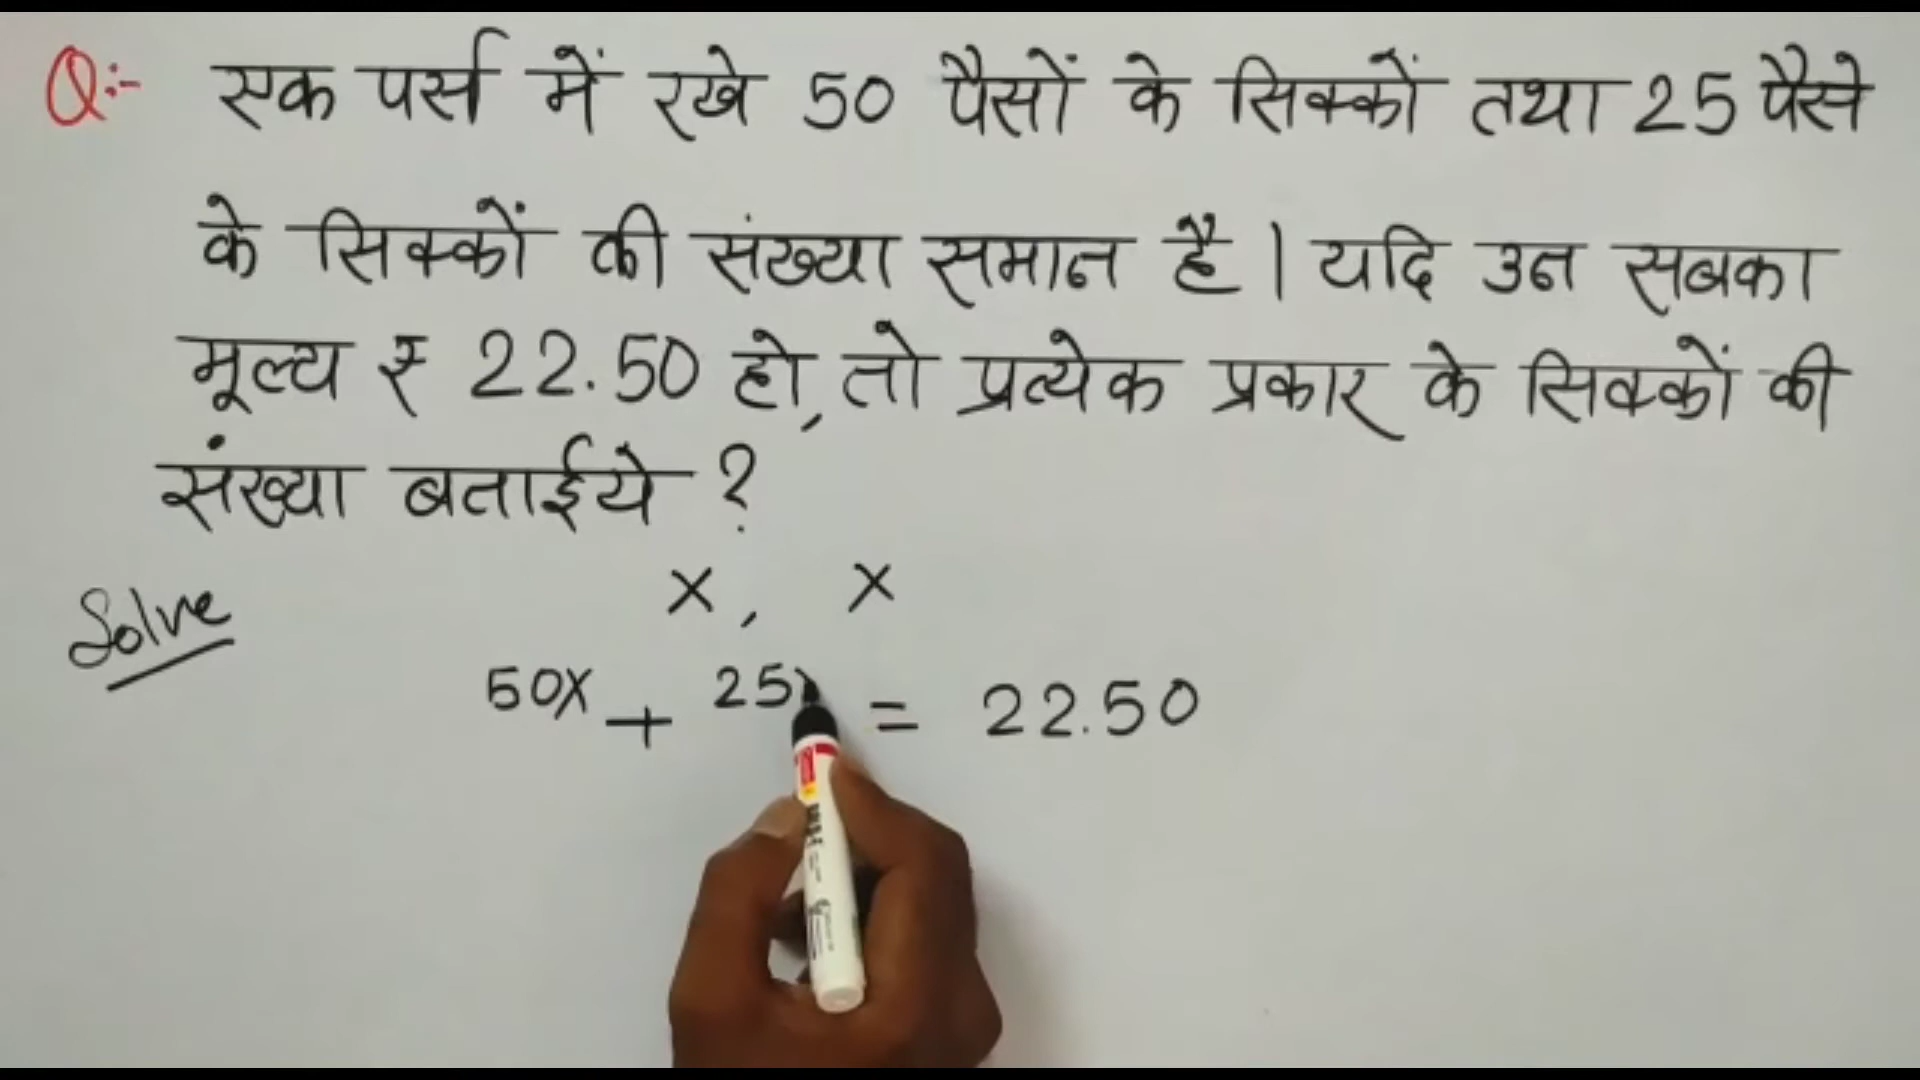 Q:- एक पर्स में रखे 50 पैसों के सिक्कों तथा 25 पैसे
के सिक्कों की संख्या समान है। यदि उन सबका
मूल्य ₹ 22.50 हो, तो प्रत्येक प्रकार के सिक्कों की
संख्या बताईये ?
Solve
x, x
50x + 25x = 22.50